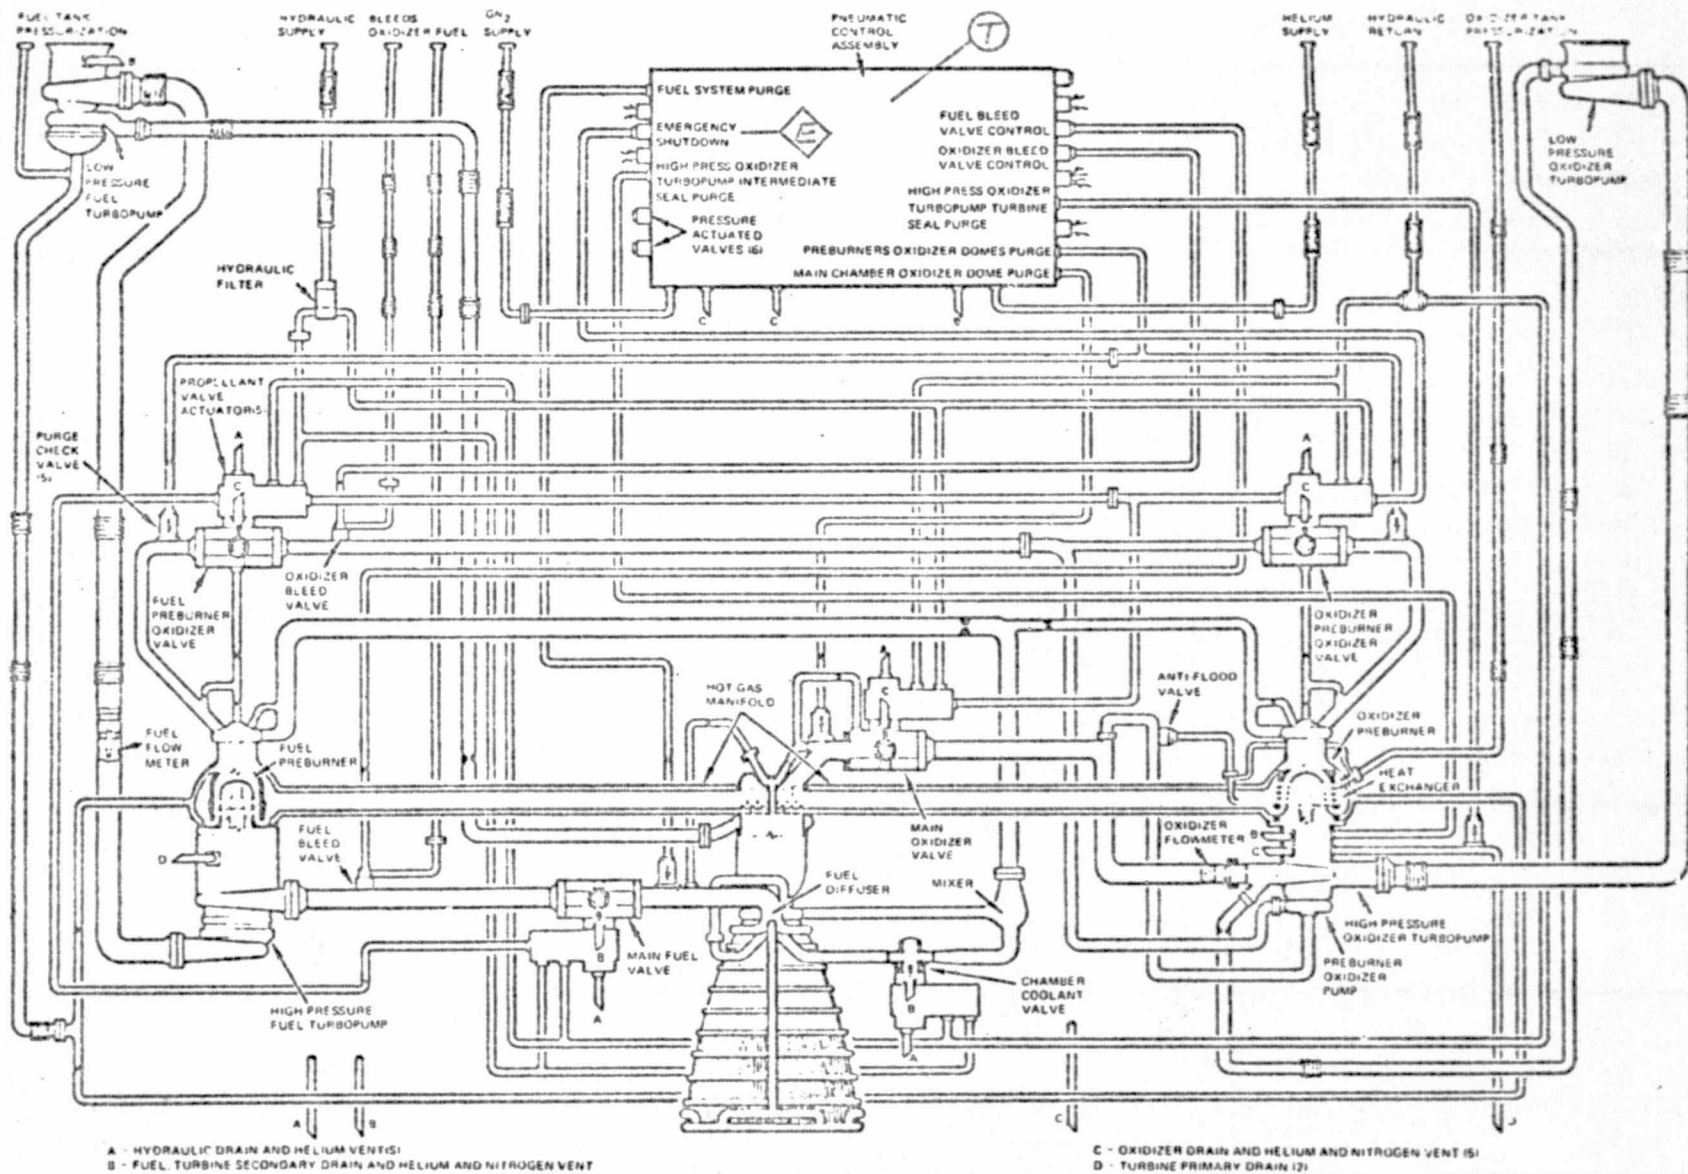 FUEL TANK
PRESSURIZATION
HYDRAULIC
SUPPLY
BLEEDS
OXIDIZER FUEL
GN2
SUPPLY
PNEUMATIC
CONTROL
ASSEMBLY
T
HELIUM
SUPPLY
HYDRAULIC
RETURN
OXIDIZER TANK
PRESSURIZATION
B
FUEL SYSTEM PURGE
EMERGENCY
SHUTDOWN
E
HIGH PRESS OXIDIZER
TURBOPUMP INTERMEDIATE
SEAL PURGE
PRESSURE
ACTUATED
VALVES (6)
FUEL BLEED
VALVE CONTROL
OXIDIZER BLEED
VALVE CONTROL
HIGH PRESS OXIDIZER
TURBOPUMP TURBINE
SEAL PURGE
PREBURNERS OXIDIZER DOMES PURGE
MAIN CHAMBER OXIDIZER DOME PURGE
LOW
PRESSURE
FUEL
TURBOPUMP
LOW
PRESSURE
OXIDIZER
TURBOPUMP
HYDRAULIC
FILTER
C
C
PROPELLANT
VALVE
ACTUATOR(5)
PURGE
CHECK
VALVE
(5)
A
C
A
C
FUEL
PREBURNER
OXIDIZER
VALVE
OXIDIZER
BLEED
VALVE
OXIDIZER
PREBURNER
OXIDIZER
VALVE
A
C
HOT GAS
MANIFOLD
ANTI-FLOOD
VALVE
FUEL
FLOW
METER
FUEL
PREBURNER
OXIDIZER
PREBURNER
HEAT
EXCHANGER
D
FUEL
BLEED
VALVE
MAIN
OXIDIZER
VALVE
OXIDIZER
FLOWMETER
B
C
FUEL
DIFFUSER
MIXER
B
MAIN FUEL
VALVE
A
HIGH PRESSURE
OXIDIZER TURBOPUMP
PREBURNER
OXIDIZER
PUMP
HIGH PRESSURE
FUEL TURBOPUMP
CHAMBER
COOLANT
VALVE
B
A
A
B
C
D
A - HYDRAULIC DRAIN AND HELIUM VENT(S)
B - FUEL, TURBINE SECONDARY DRAIN AND HELIUM AND NITROGEN VENT
C - OXIDIZER DRAIN AND HELIUM AND NITROGEN VENT (5)
D - TURBINE PRIMARY DRAIN (2)